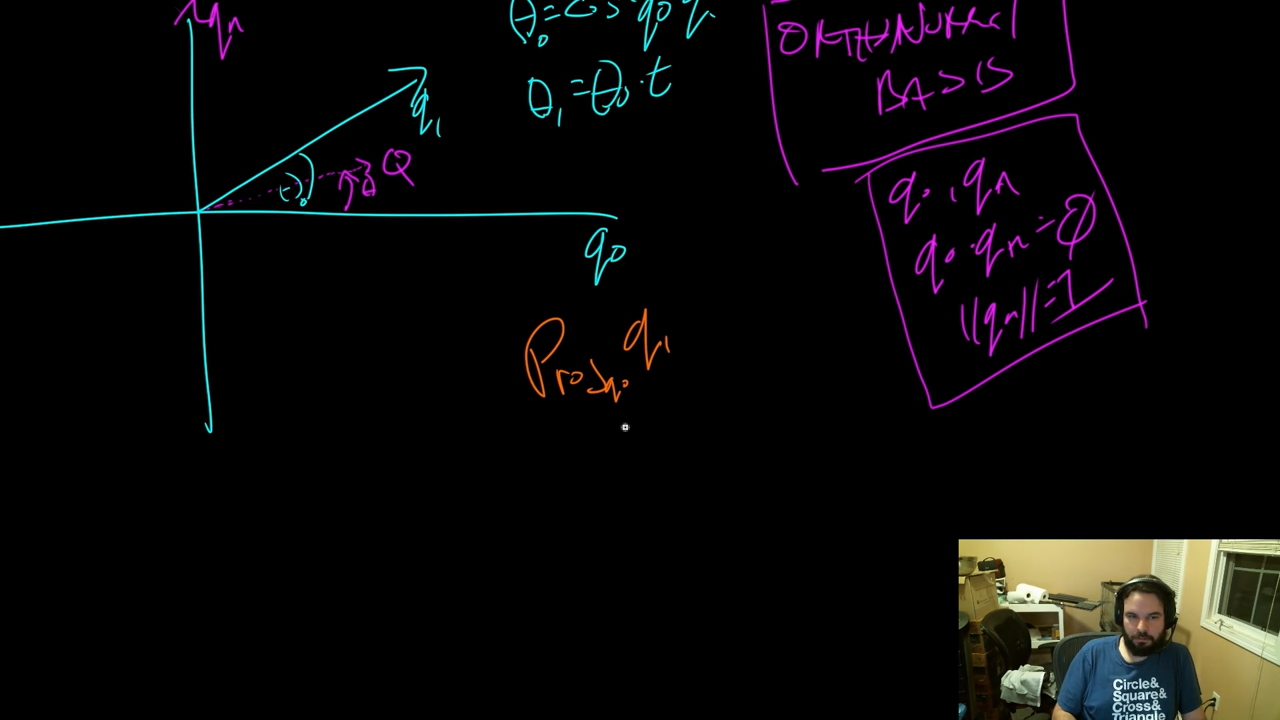 qn
θ₀ = cos⁻¹ q0 q1
θ₁ = θ₀ · t
q1
Q
θ₀
θ
q0
Proj q0 q1
ORTHONORMAL
BASIS
q0, qn
q0 · qn = 0
||qn|| = 1
Circle&
Square&
Cross&
Triangle